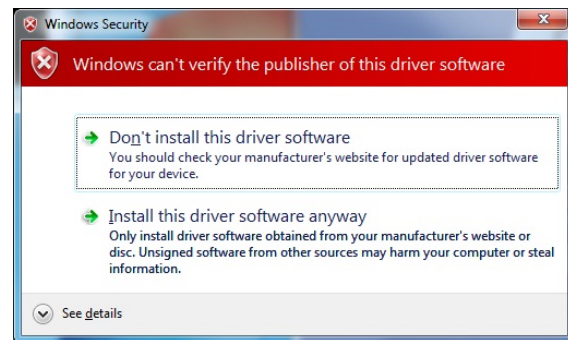 Windows Security
Windows can't verify the publisher of this driver software
Don't install this driver software
You should check your manufacturer's website for updated driver software
for your device.
Install this driver software anyway
Only install driver software obtained from your manufacturer's website or
disc. Unsigned software from other sources may harm your computer or steal
information.
See details